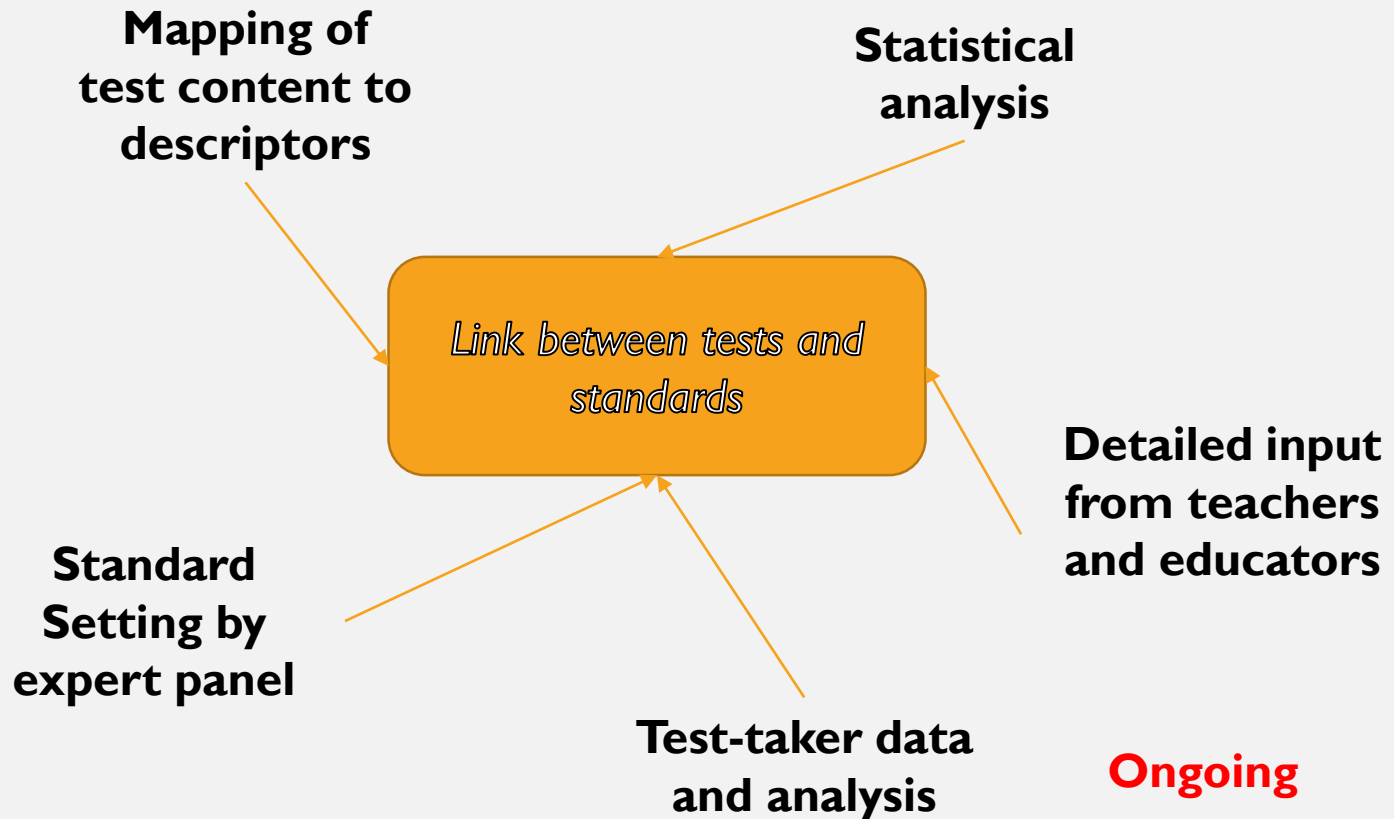 Mapping of
test content to
descriptors
Statistical
analysis
Link between tests and
standards
Detailed input
from teachers
and educators
Standard
Setting by
expert panel
Test-taker data
and analysis
Ongoing